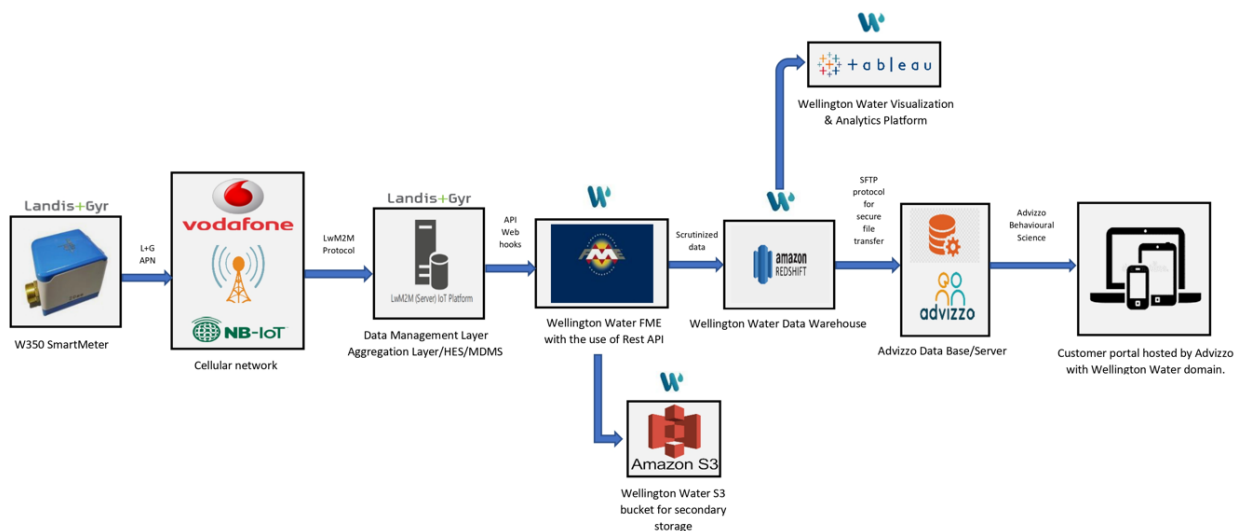 Landis+Gyr
L+G
APN
W350 SmartMeter
vodafone
NB-IoT
Cellular network
LwM2M
Protocol
Landis+Gyr
LwM2M (Server) IoT Platform
Data Management Layer
Aggregation Layer/HES/MDMS
API
Web
hooks
FME
Wellington Water FME
with the use of Rest API
Amazon S3
Wellington Water S3
bucket for secondary
storage
Scrutinized
data
amazon
REDSHIFT
Wellington Water Data Warehouse
+ableau
Wellington Water Visualization
& Analytics Platform
SFTP
protocol
for
secure
file
transfer
advizzo
Advizzo Data Base/Server
Advizzo
Behavioural
Science
Customer portal hosted by Advizzo
with Wellington Water domain.